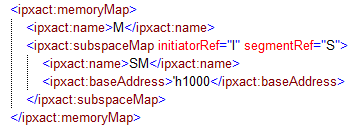 <ipxact:memoryMap>
<ipxact:name>M</ipxact:name>
<ipxact:subspaceMap initiatorRef="I" segmentRef="S">
<ipxact:name>SM</ipxact:name>
<ipxact:baseAddress>'h1000</ipxact:baseAddress>
</ipxact:subspaceMap>
</ipxact:memoryMap>